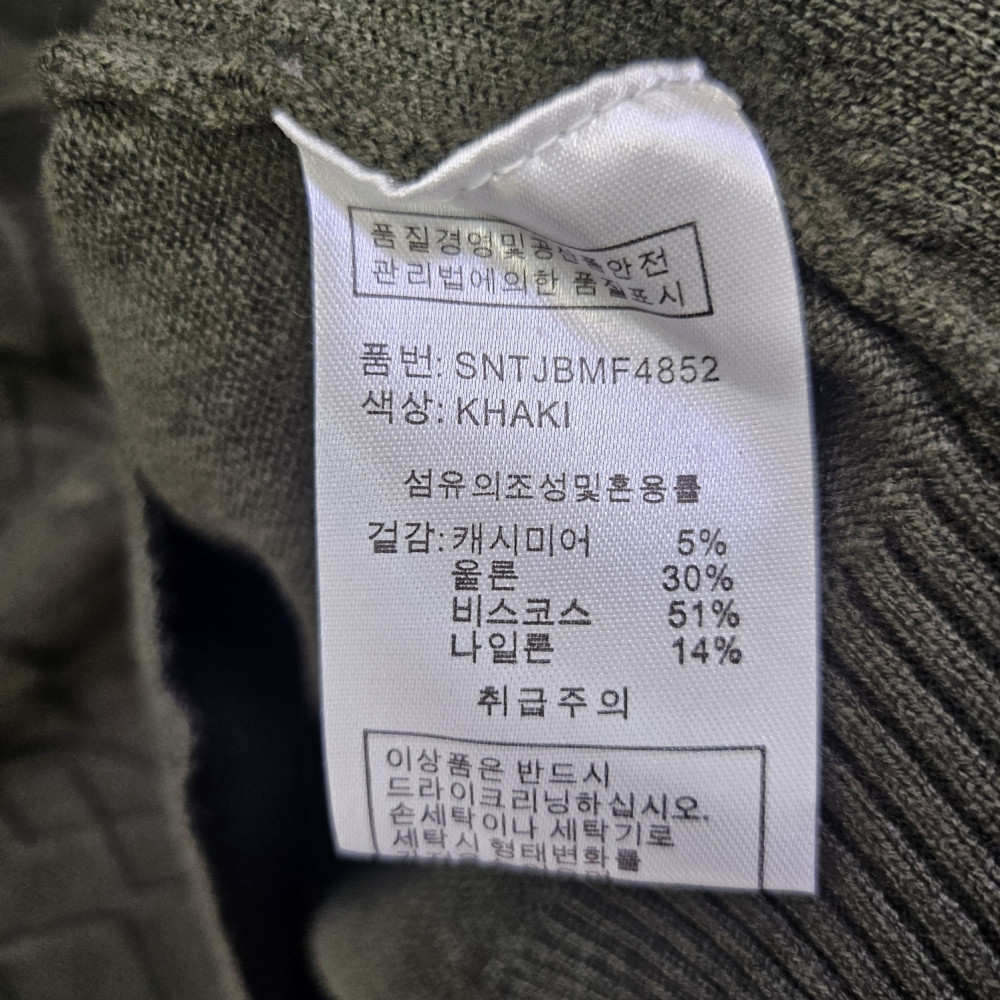 품질경영및공산품안전
관리법에의한 품질표시
품번: SNTJBMF4852
색상: KHAKI
섬유의조성및혼용률
겉감: 캐시미어 5%
울론 30%
비스코스 51%
나일론 14%
취급주의
이상품은 반드시
드라이크리닝하십시오.
손세탁이나 세탁기로
세탁시 형태변화를